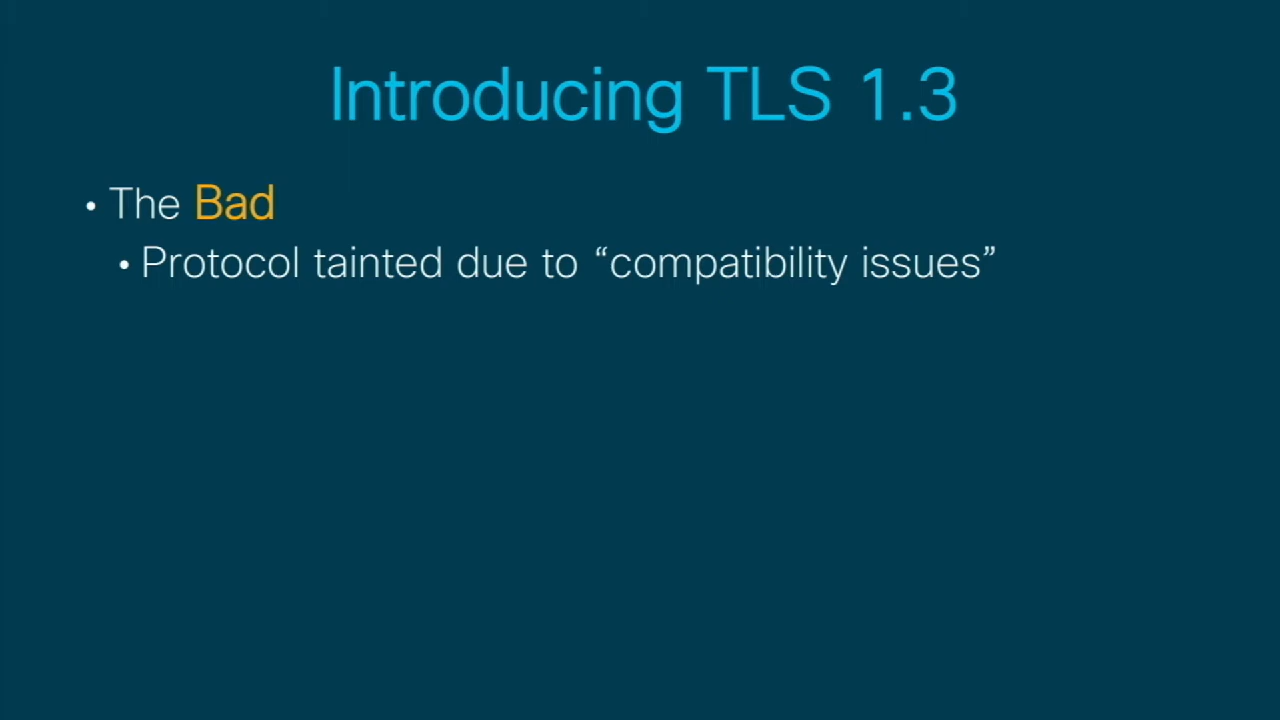 Introducing TLS 1.3
• The Bad
• Protocol tainted due to “compatibility issues”